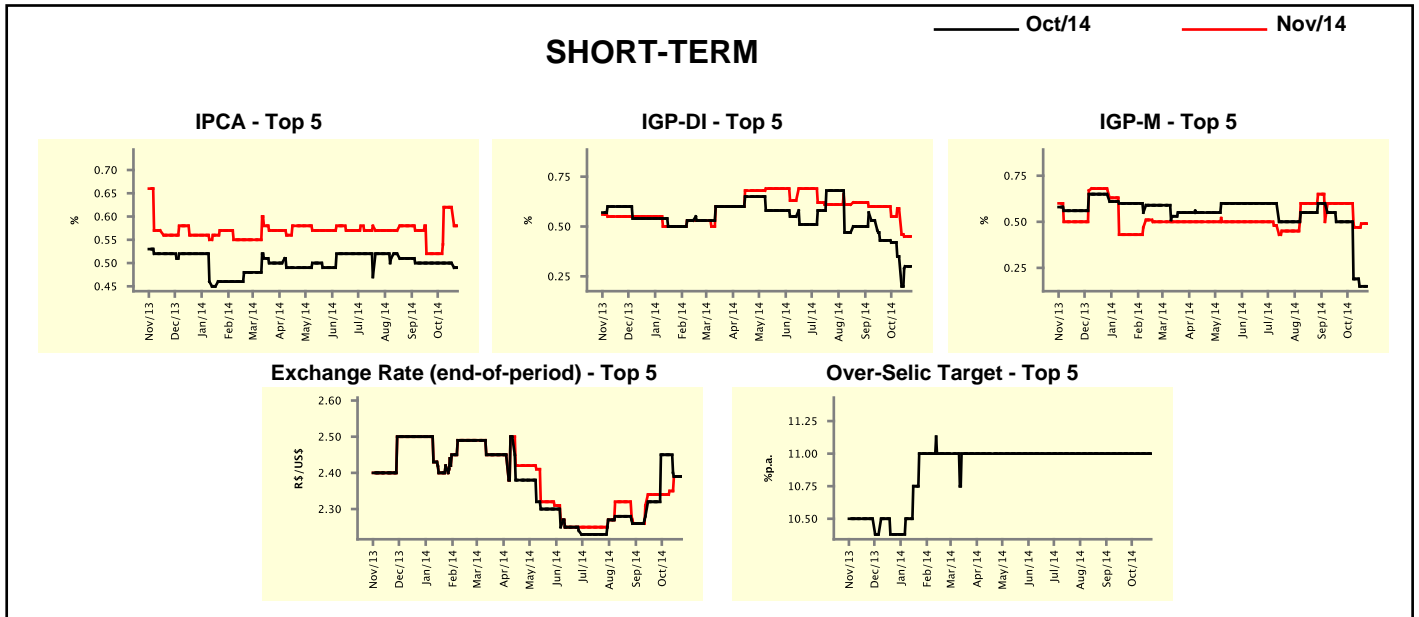 Oct/14 Nov/14
SHORT-TERM
IPCA - Top 5
%
0.70
0.65
0.60
0.55
0.50
0.45
Nov/13 Dec/13 Jan/14 Feb/14 Mar/14 Apr/14 May/14 Jun/14 Jul/14 Aug/14 Sep/14 Oct/14
IGP-DI - Top 5
%
0.75
0.50
0.25
Nov/13 Dec/13 Jan/14 Feb/14 Mar/14 Apr/14 May/14 Jun/14 Jul/14 Aug/14 Sep/14 Oct/14
IGP-M - Top 5
%
0.75
0.50
0.25
Nov/13 Dec/13 Jan/14 Feb/14 Mar/14 Apr/14 May/14 Jun/14 Jul/14 Aug/14 Sep/14 Oct/14
Exchange Rate (end-of-period) - Top 5
R$/US$
2.60
2.50
2.40
2.30
Nov/13 Dec/13 Jan/14 Feb/14 Mar/14 Apr/14 May/14 Jun/14 Jul/14 Aug/14 Sep/14 Oct/14
Over-Selic Target - Top 5
%p.a.
11.25
11.00
10.75
10.50
Nov/13 Dec/13 Jan/14 Feb/14 Mar/14 Apr/14 May/14 Jun/14 Jul/14 Aug/14 Sep/14 Oct/14